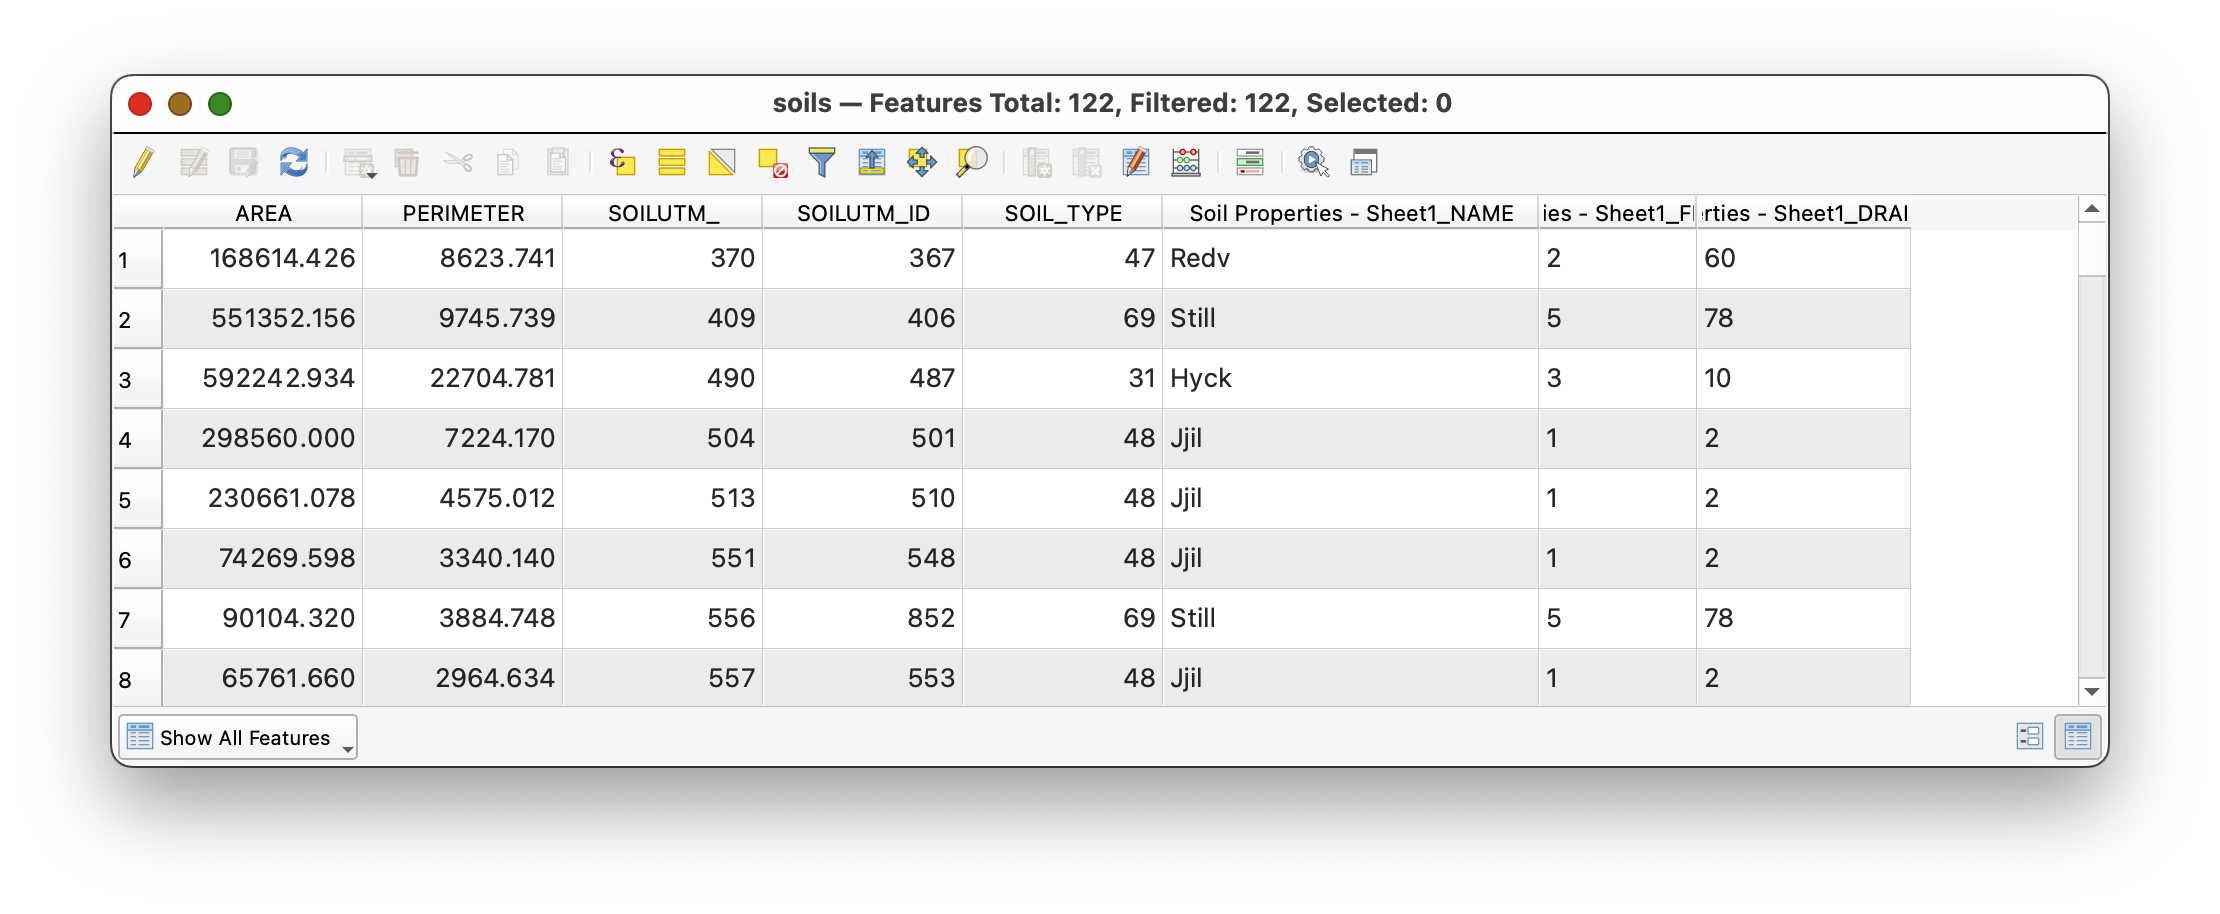 soils — Features Total: 122, Filtered: 122, Selected: 0
AREA PERIMETER SOILUTM_ SOILUTM_ID SOIL_TYPE Soil Properties - Sheet1_NAME ies - Sheet1_F rties - Sheet1_DRAI
1 168614.426 8623.741 370 367 47 Redv 2 60
2 551352.156 9745.739 409 406 69 Still 5 78
3 592242.934 22704.781 490 487 31 Hyck 3 10
4 298560.000 7224.170 504 501 48 Jjil 1 2
5 230661.078 4575.012 513 510 48 Jjil 1 2
6 74269.598 3340.140 551 548 48 Jjil 1 2
7 90104.320 3884.748 556 852 69 Still 5 78
8 65761.660 2964.634 557 553 48 Jjil 1 2
Show All Features